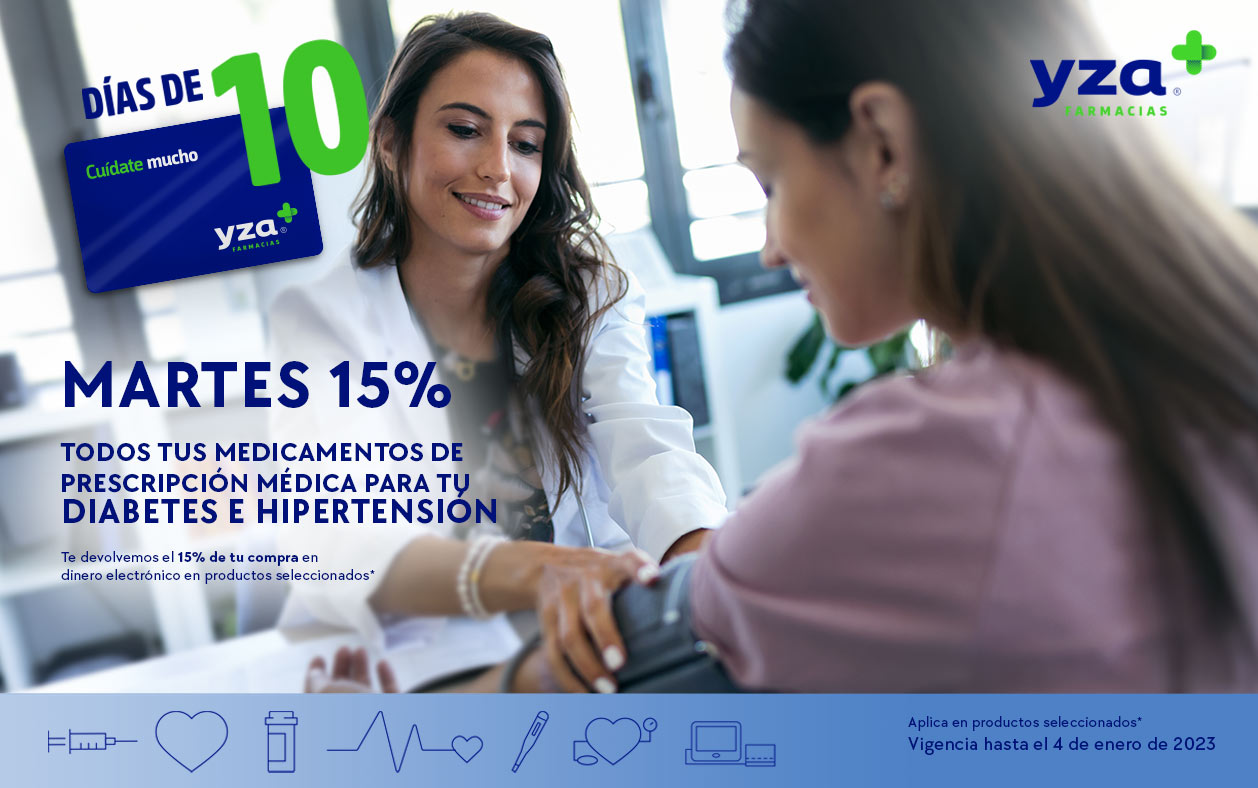 DÍAS DE 10
Cuídate mucho
yza®
FARMACIAS
yza®
FARMACIAS
MARTES 15%
TODOS TUS MEDICAMENTOS DE
PRESCRIPCIÓN MÉDICA PARA TU
DIABETES E HIPERTENSIÓN
Te devolvemos el 15% de tu compra en
dinero electrónico en productos seleccionados*
Aplica en productos seleccionados*
Vigencia hasta el 4 de enero de 2023